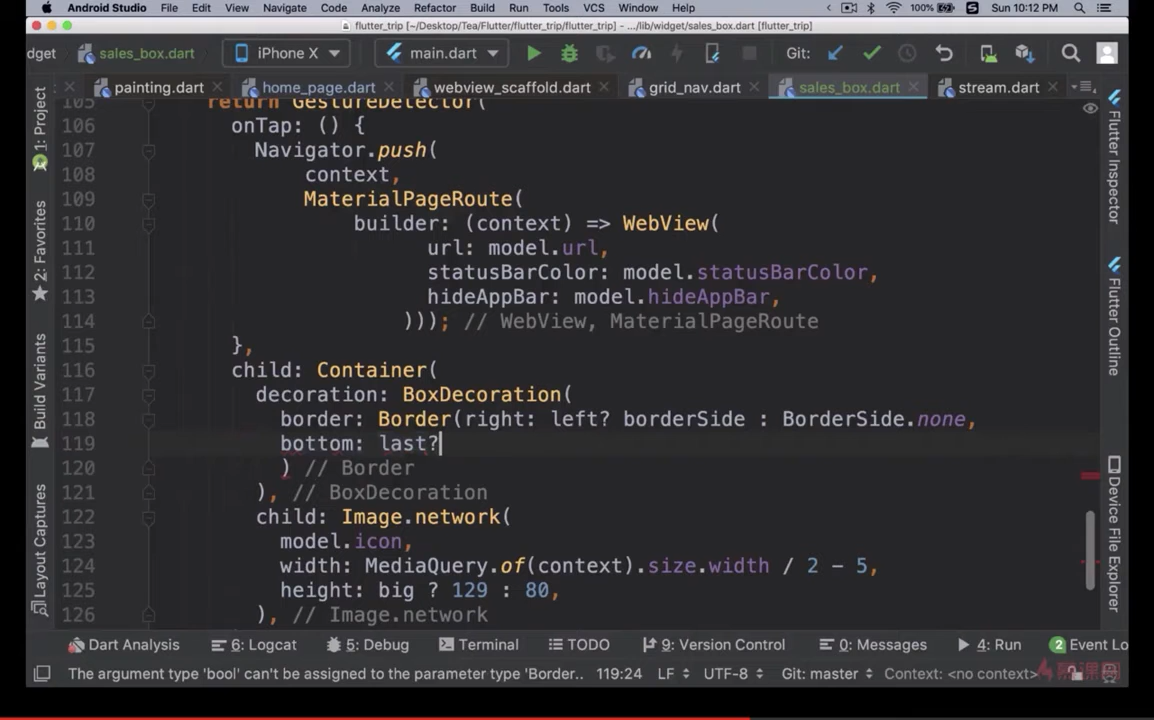 Android Studio File Edit View Navigate Code Analyze Refactor Build Run Tools VCS Window Help 100% Sun 10:12 PM
flutter_trip [~/Desktop/Tea/Flutter/flutter_trip/flutter_trip] - .../lib/widget/sales_box.dart [flutter_trip]
dget sales_box.dart iPhone X main.dart Git:
painting.dart home_page.dart webview_scaffold.dart grid_nav.dart sales_box.dart stream.dart
1: Project
2: Favorites
Build Variants
Layout Captures
105 return GestureDetector(
106 onTap: () {
107 Navigator.push(
108 context,
109 MaterialPageRoute(
110 builder: (context) => WebView(
111 url: model.url,
112 statusBarColor: model.statusBarColor,
113 hideAppBar: model.hideAppBar,
114 ))); // WebView, MaterialPageRoute
115 },
116 child: Container(
117 decoration: BoxDecoration(
118 border: Border(right: left? borderSide : BorderSide.none,
119 bottom: last?
120 ) // Border
121 ), // BoxDecoration
122 child: Image.network(
123 model.icon,
124 width: MediaQuery.of(context).size.width / 2 - 5,
125 height: big ? 129 : 80,
126 ), // Image.network
Flutter Inspector
Flutter Outline
Device File Explorer
Dart Analysis 6: Logcat 5: Debug Terminal TODO 9: Version Control 0: Messages 4: Run 2 Event Lo
The argument type 'bool' can't be assigned to the parameter type 'Border.. 119:24 LF UTF-8 Git: master Context: <no context>